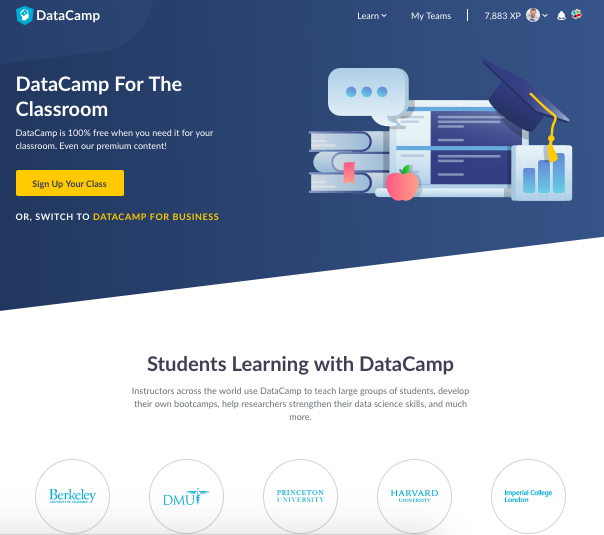 DataCamp
Learn
My Teams
7,883 XP
DataCamp For The
Classroom
DataCamp is 100% free when you need it for your
classroom. Even our premium content!
Sign Up Your Class
OR, SWITCH TO DATACAMP FOR BUSINESS
Students Learning with DataCamp
Instructors across the world use DataCamp to teach large groups of students, develop
their own bootcamps, help researchers strengthen their data science skills, and much
more.
Berkeley
UNIVERSITY OF CALIFORNIA
DMU
PRINCETON
UNIVERSITY
HARVARD
UNIVERSITY
Imperial College
London